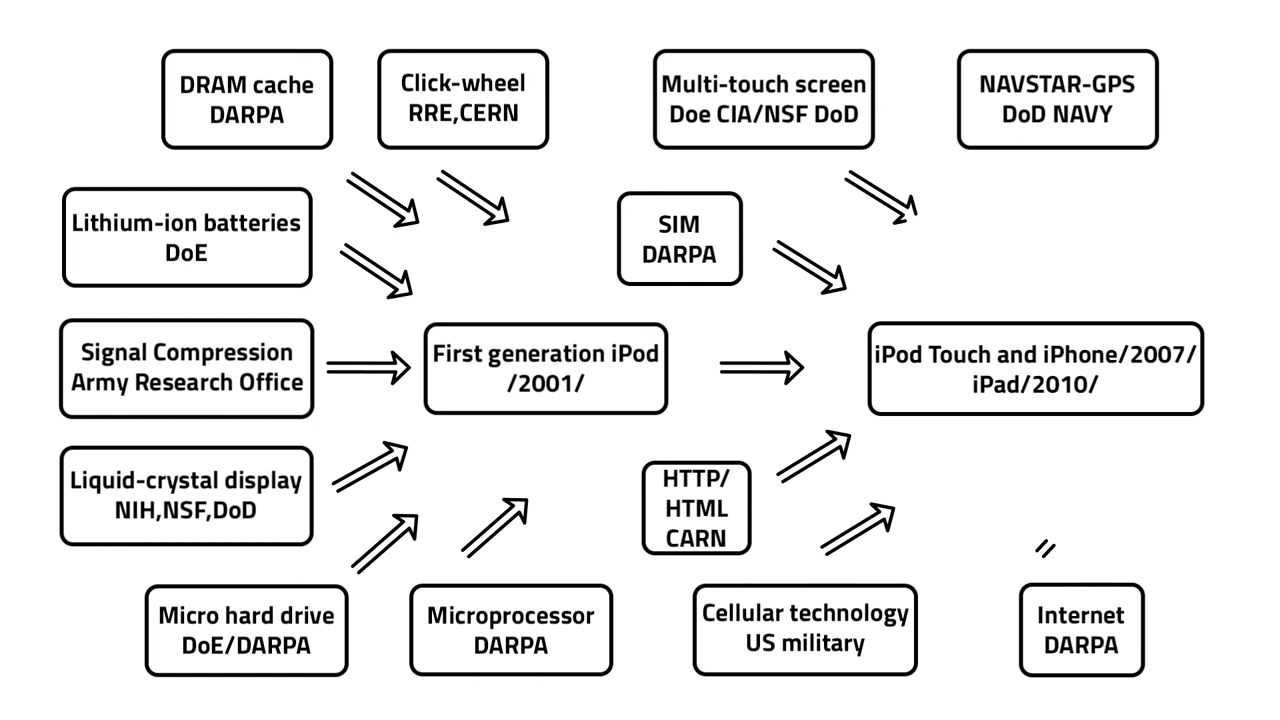 DRAM cache
DARPA
Click-wheel
RRE,CERN
Multi-touch screen
Doe CIA/NSF DoD
NAVSTAR-GPS
DoD NAVY
Lithium-ion batteries
DoE
SIM
DARPA
Signal Compression
Army Research Office
First generation iPod
/2001/
iPod Touch and iPhone/2007/
iPad/2010/
Liquid-crystal display
NIH,NSF,DoD
HTTP/
HTML
CARN
Micro hard drive
DoE/DARPA
Microprocessor
DARPA
Cellular technology
US military
Internet
DARPA